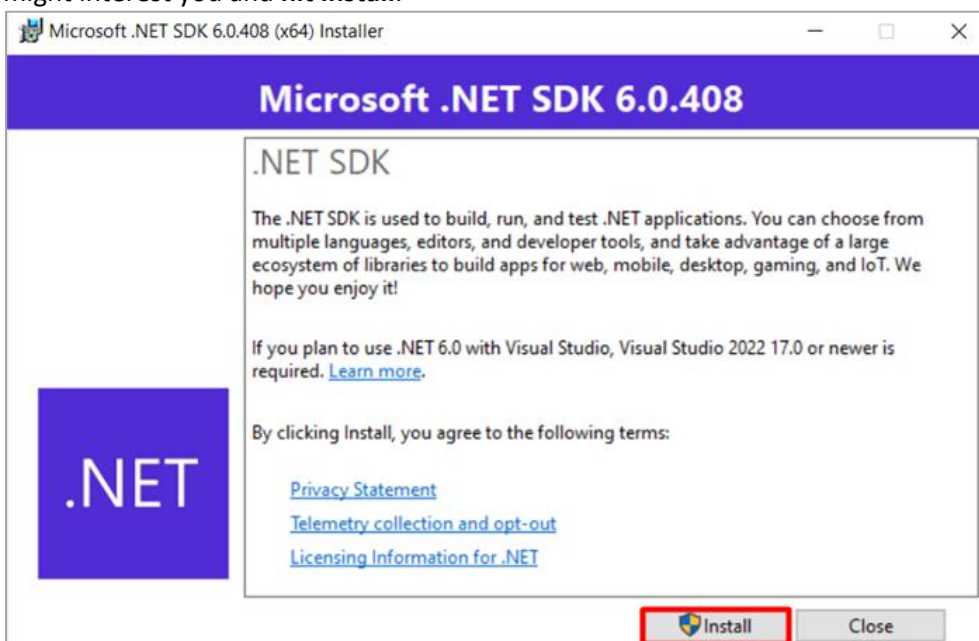 Microsoft .NET SDK 6.0.408 (x64) Installer
Microsoft .NET SDK 6.0.408
.NET SDK
The .NET SDK is used to build, run, and test .NET applications. You can choose from
multiple languages, editors, and developer tools, and take advantage of a large
ecosystem of libraries to build apps for web, mobile, desktop, gaming, and IoT. We
hope you enjoy it!
If you plan to use .NET 6.0 with Visual Studio, Visual Studio 2022 17.0 or newer is
required. Learn more.
By clicking Install, you agree to the following terms:
.NET
Privacy Statement
Telemetry collection and opt-out
Licensing Information for .NET
Install
Close